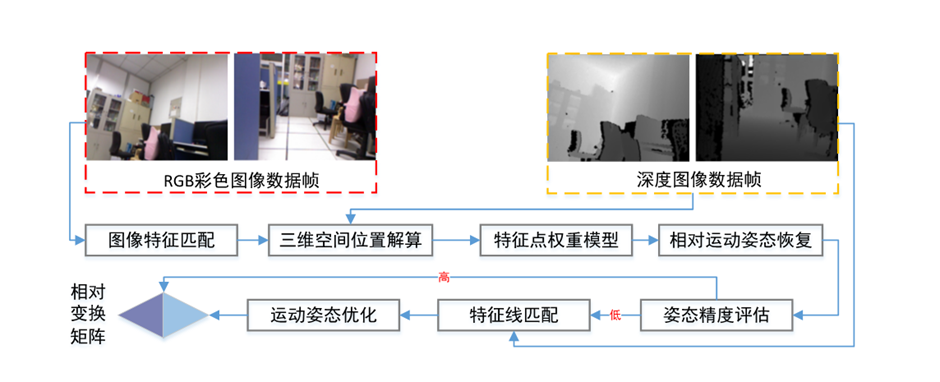 RGB彩色图像数据帧
深度图像数据帧
图像特征匹配
三维空间位置解算
特征点权重模型
相对运动姿态恢复
高
相对
变换
矩阵
运动姿态优化
特征线匹配
低
姿态精度评估